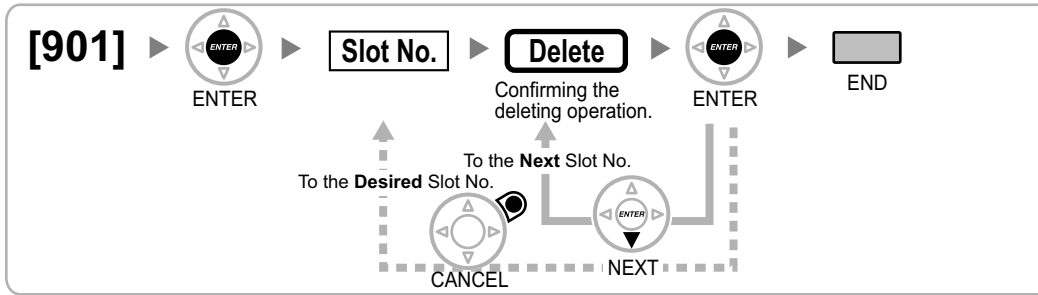 [901]
ENTER
ENTER
Slot No.
Delete
Confirming the
deleting operation.
ENTER
ENTER
END
To the Next Slot No.
To the Desired Slot No.
ENTER
CANCEL
NEXT